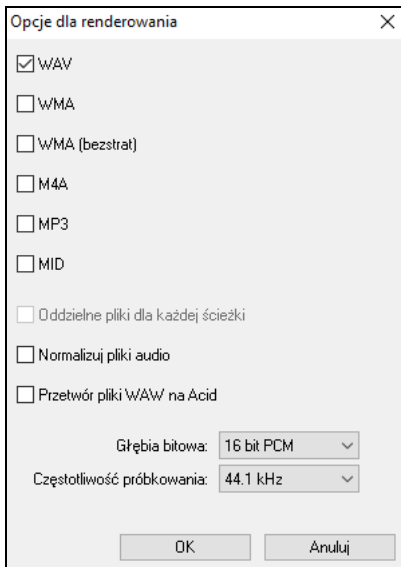 Opcje dla renderowania
WAV
WMA
WMA (bezstrat)
M4A
MP3
MID
Oddzielne pliki dla każdej ścieżki
Normalizuj pliki audio
Przetwór pliki WAW na Acid
Głębia bitowa: 16 bit PCM
Częstotliwość próbkowania: 44.1 kHz
OK Anuluj